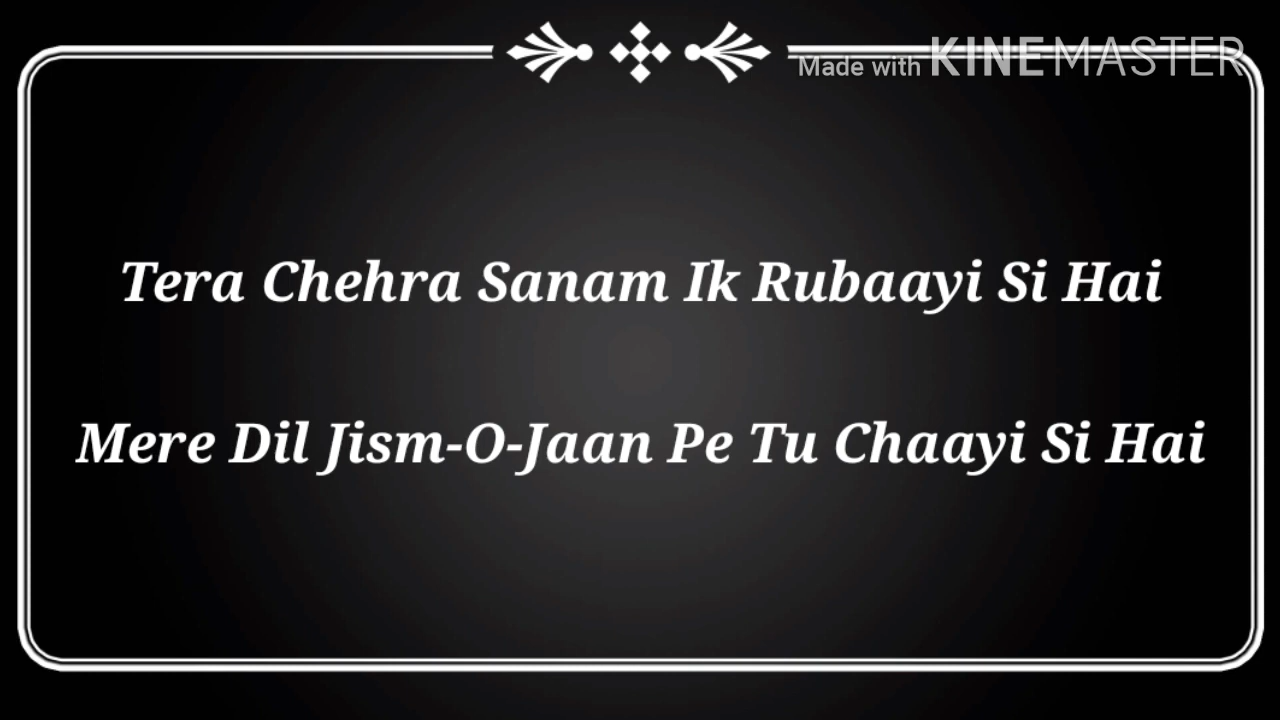 Made with KINEMASTER
Tera Chehra Sanam Ik Rubaayi Si Hai
Mere Dil Jism-O-Jaan Pe Tu Chaayi Si Hai